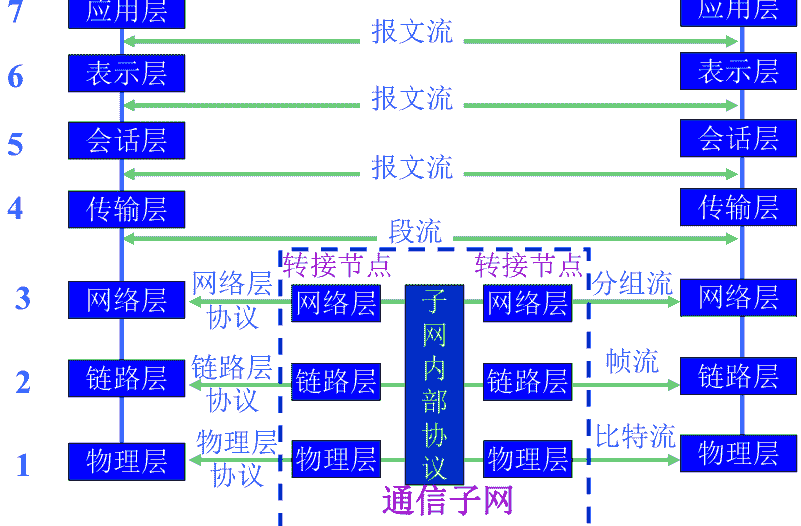 7 应用层 应用层
报文流
6 表示层 表示层
报文流
5 会话层 会话层
报文流
4 传输层 传输层
段流
转接节点 转接节点
3 网络层 网络层协议 网络层 子网内部协议 网络层 分组流 网络层
2 链路层 链路层协议 链路层 链路层 帧流 链路层
1 物理层 物理层协议 物理层 物理层 比特流 物理层
通信子网